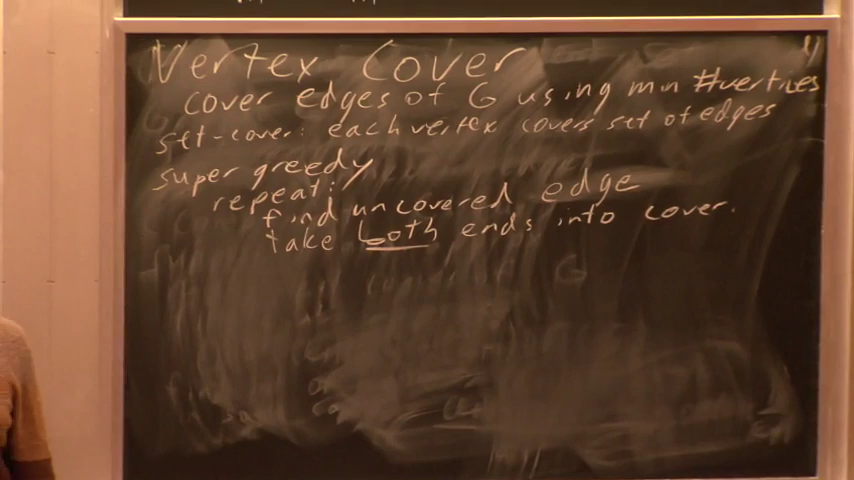 Vertex Cover
cover edges of G using min #vertices
set-cover: each vertex covers set of edges
super greedy
repeat:
find uncovered edge
take both ends into cover.